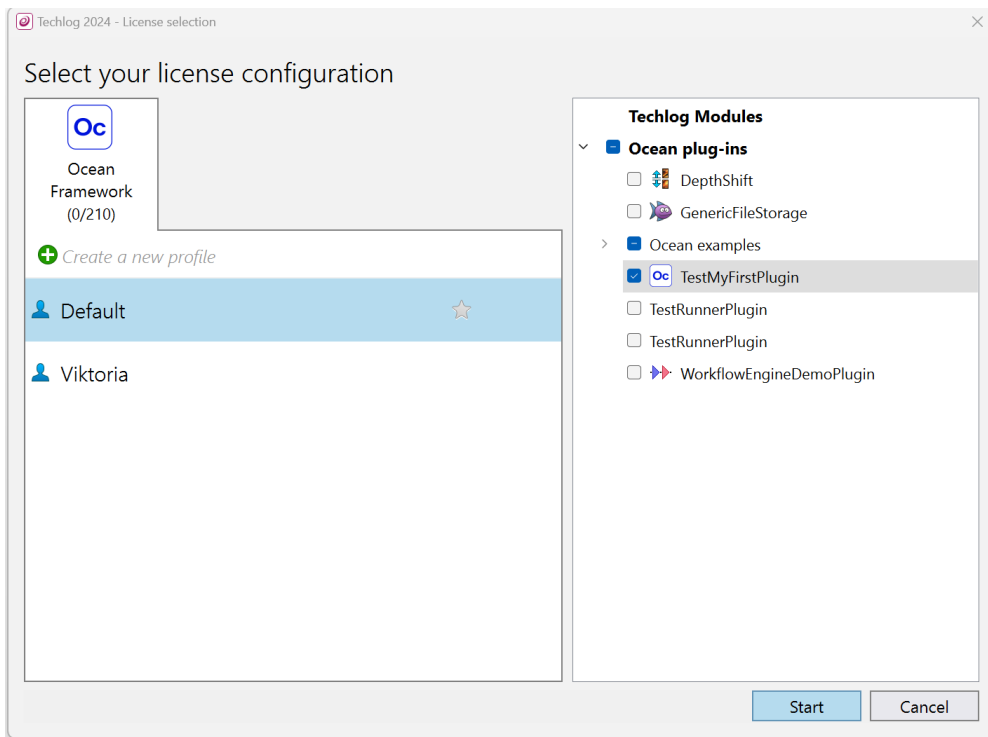 Techlog 2024 - License selection
Select your license configuration
Oc
Ocean
Framework
(0/210)
Create a new profile
Default
Viktoria
Techlog Modules
Ocean plug-ins
DepthShift
GenericFileStorage
Ocean examples
Oc TestMyFirstPlugin
TestRunnerPlugin
TestRunnerPlugin
WorkflowEngineDemoPlugin
Start
Cancel